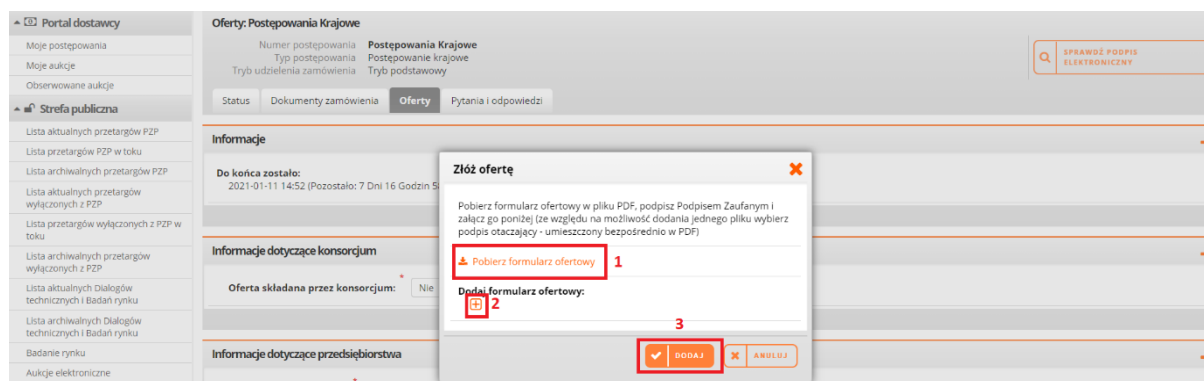 Portal dostawcy
Moje postępowania
Moje aukcje
Obserwowane aukcje
Strefa publiczna
Lista aktualnych przetargów PZP
Lista przetargów PZP w toku
Lista archiwalnych przetargów PZP
Lista aktualnych przetargów
wyłączonych z PZP
Lista przetargów wyłączonych z PZP w
toku
Lista archiwalnych przetargów
wyłączonych z PZP
Lista aktualnych Dialogów
technicznych i Badań rynku
Lista archiwalnych Dialogów
technicznych i Badań rynku
Badanie rynku
Aukcje elektroniczne
Oferty: Postępowania Krajowe
Numer postępowania Postępowania Krajowe
Typ postępowania Postępowanie krajowe
Tryb udzielenia zamówienia Tryb podstawowy
SPRAWDŹ PODPIS
ELEKTRONICZNY
Status Dokumenty zamówienia Oferty Pytania i odpowiedzi
Informacje
Do końca zostało:
2021-01-11 14:52 (Pozostało: 7 Dni 16 Godzin
Informacje dotyczące konsorcjum
Oferta składana przez konsorcjum: * Nie
Informacje dotyczące przedsiębiorstwa
*
Złóż ofertę
Pobierz formularz ofertowy w pliku PDF, podpisz Podpisem Zaufanym i
załącz go poniżej (ze względu na możliwość dodania jednego pliku wybierz
podpis otaczający - umieszczony bezpośrednio w PDF)
Pobierz formularz ofertowy 1
Dodaj formularz ofertowy:
2
3
DODAJ ANULUJ